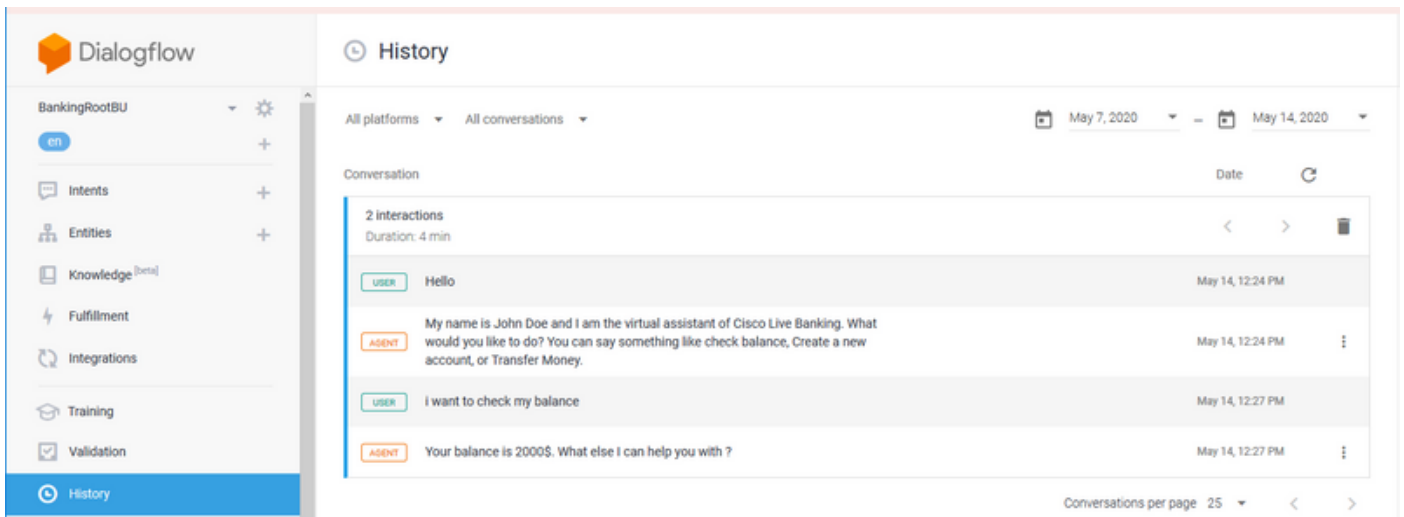 Dialogflow
History
BankingRootBU
en
All platforms All conversations May 7, 2020 – May 14, 2020
Intents
Entities
Knowledge [beta]
Fulfillment
Integrations
Training
Validation
History
Conversation Date
2 interactions
Duration: 4 min
USER Hello May 14, 12:24 PM
My name is John Doe and I am the virtual assistant of Cisco Live Banking. What
AGENT would you like to do? You can say something like check balance, Create a new May 14, 12:24 PM
account, or Transfer Money.
USER i want to check my balance May 14, 12:27 PM
AGENT Your balance is 2000$. What else I can help you with ? May 14, 12:27 PM
Conversations per page 25